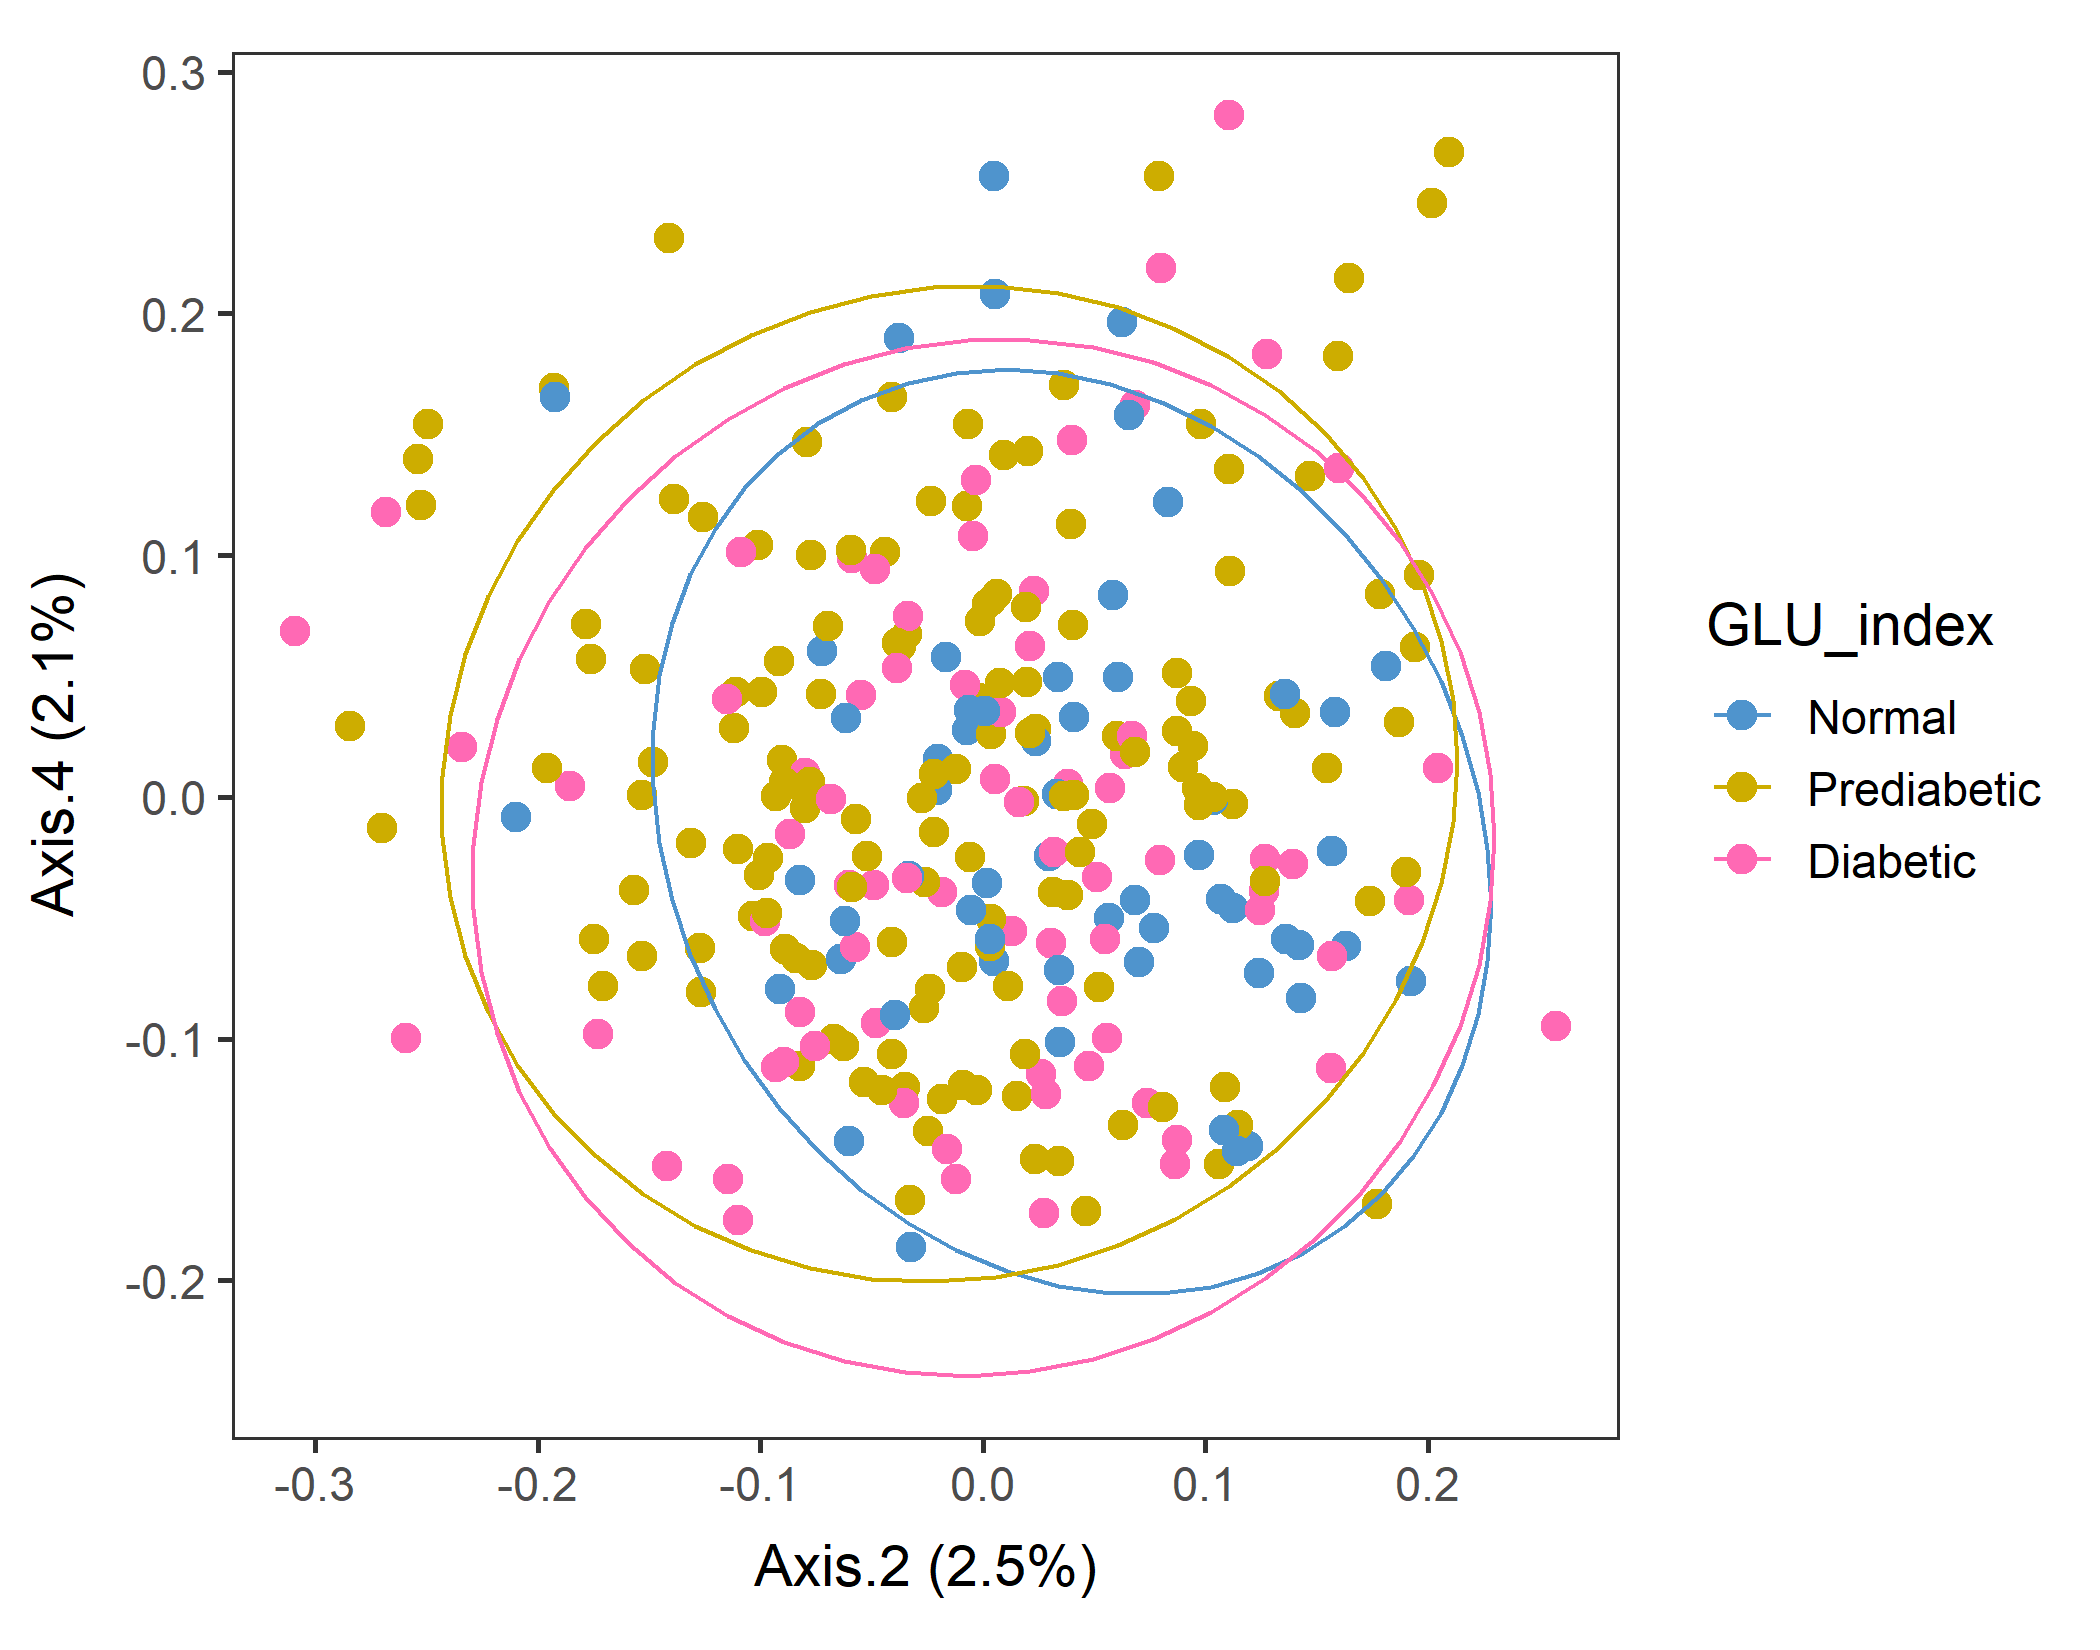 0.3
0.2
0.1
0.0
-0.1
-0.2
Axis.4 (2.1%)
-0.3 -0.2 -0.1 0.0 0.1 0.2
Axis.2 (2.5%)
GLU_index
Normal
Prediabetic
Diabetic